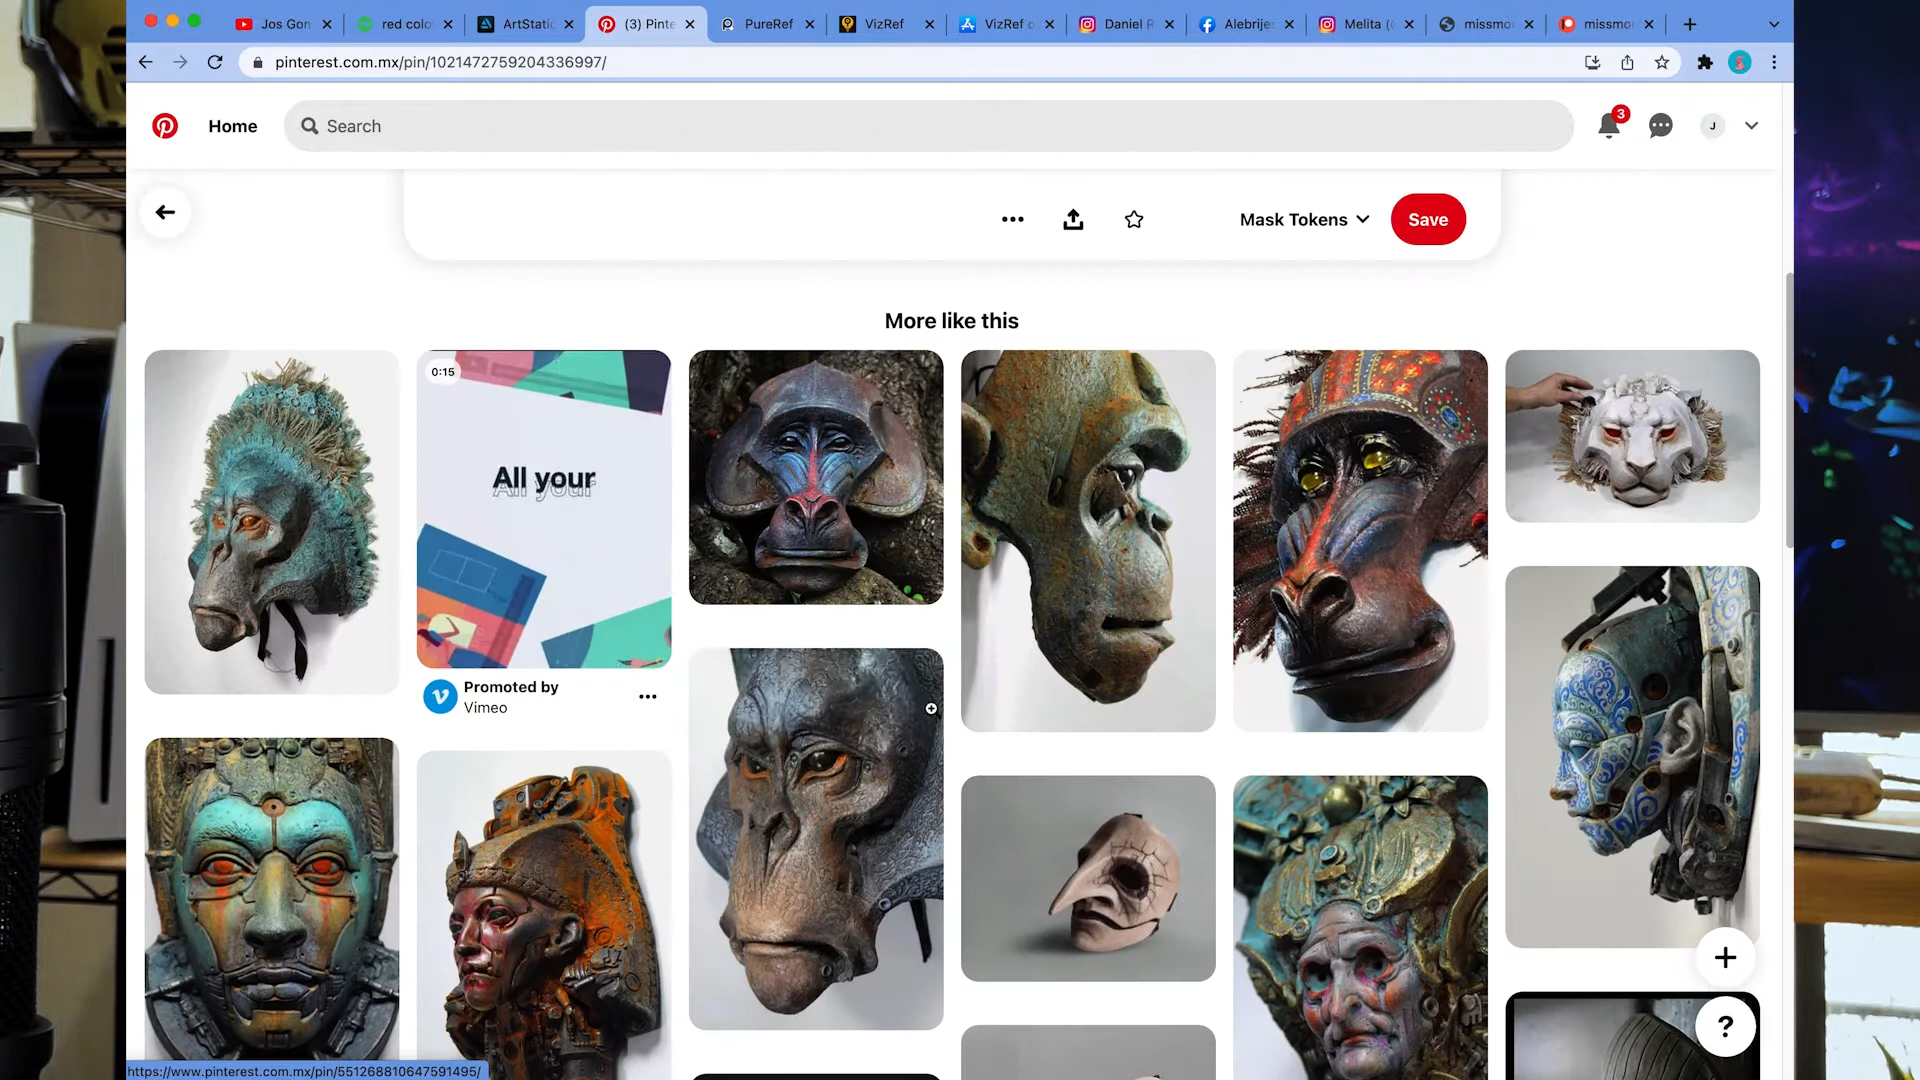 Jos Gon
red colo
ArtStatio
(3) Pinte
PureRef
VizRef
VizRef o
Daniel R
Alebrijes
Melita (
missmo
missmo
pinterest.com.mx/pin/1021472759204336997/
Home
Search
3
J
Mask Tokens
Save
More like this
0:15
All your
Promoted by
Vimeo
?
https://www.pinterest.com.mx/pin/551268810647591495/